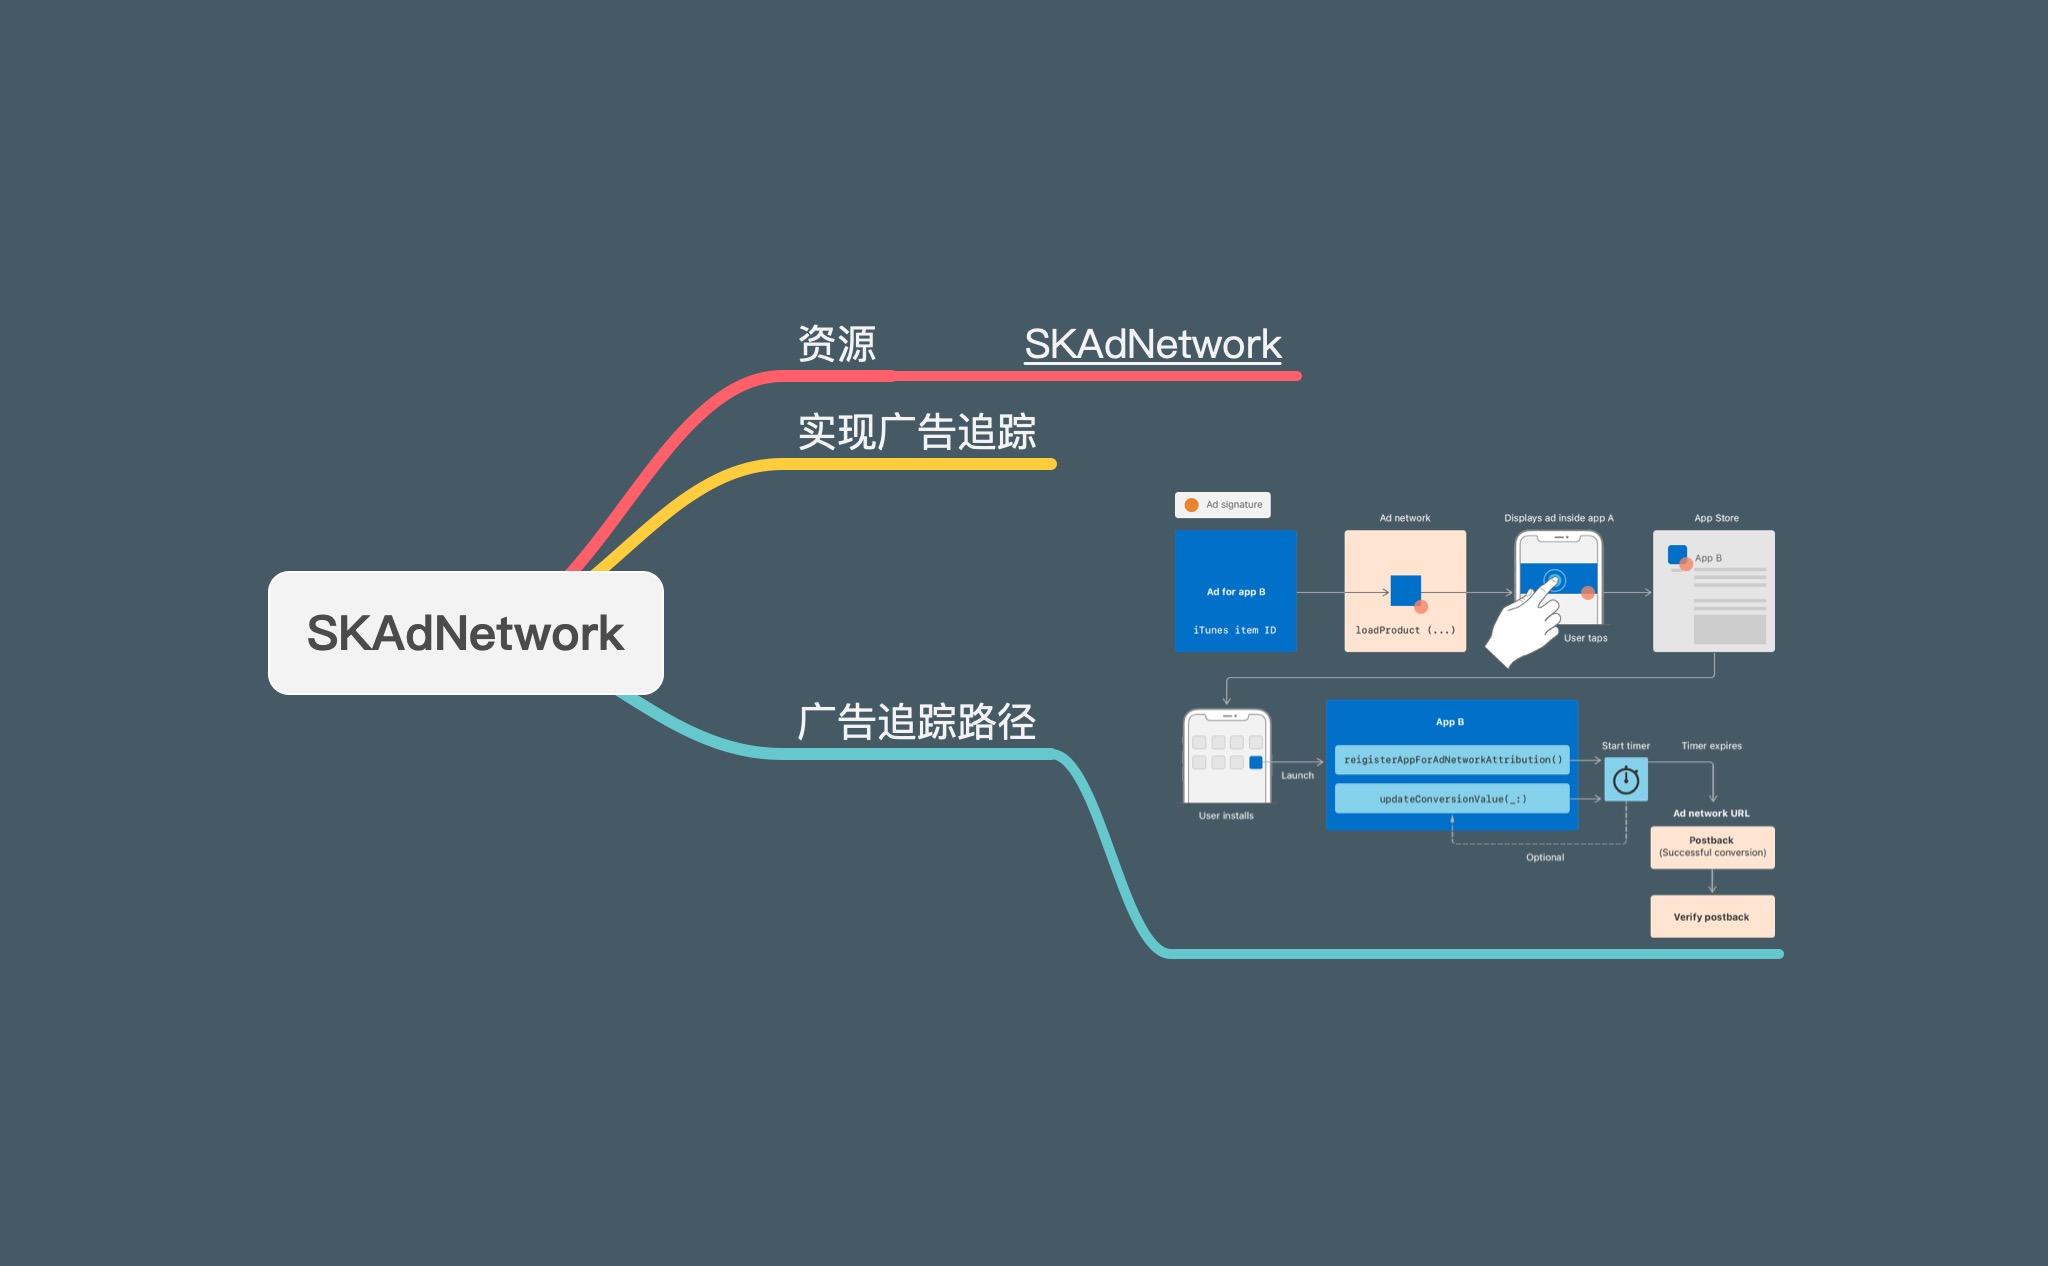 资源
SKAdNetwork
实现广告追踪
SKAdNetwork
广告追踪路径
Ad signature
Ad network
Displays ad inside app A
App Store
Ad for app B
iTunes item ID
loadProduct (...)
User taps
App B
User installs
Launch
App B
reigisterAppForAdNetworkAttribution()
updateConversionValue(_:)
Optional
Start timer
Timer expires
Ad network URL
Postback
(Successful conversion)
Verify postback